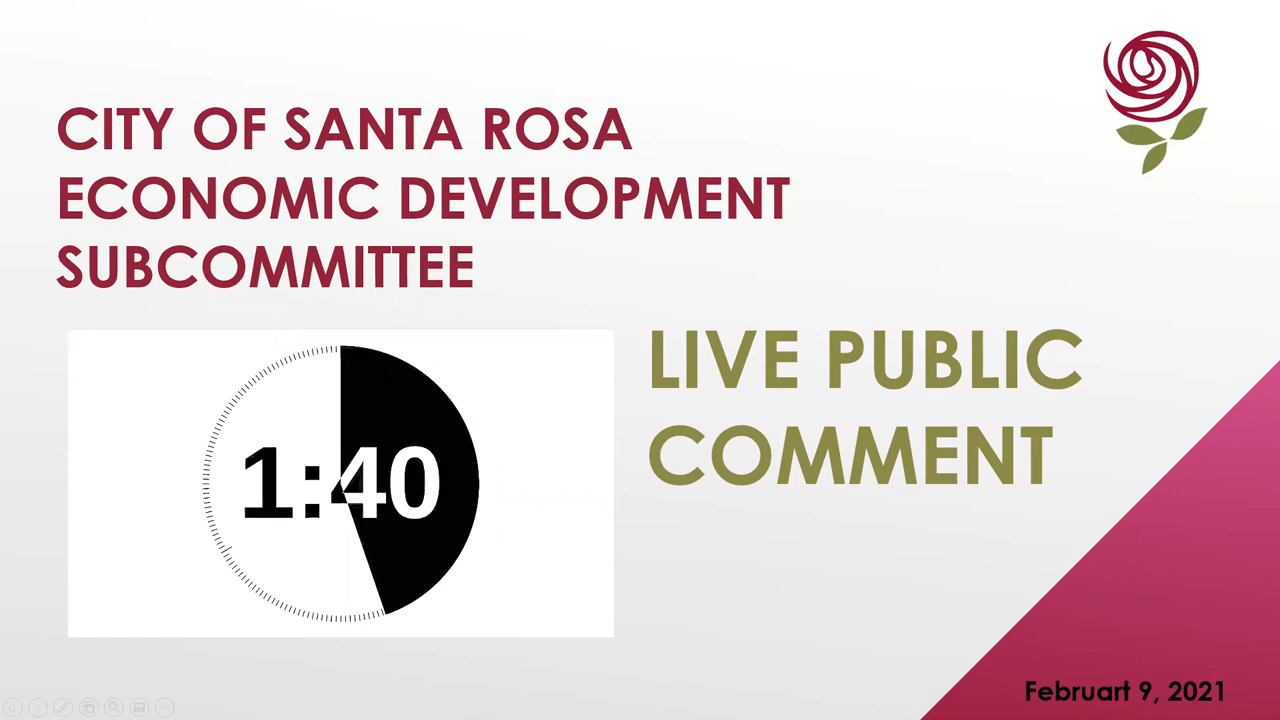 CITY OF SANTA ROSA
ECONOMIC DEVELOPMENT
SUBCOMMITTEE
LIVE PUBLIC
COMMENT
1:40
Februart 9, 2021